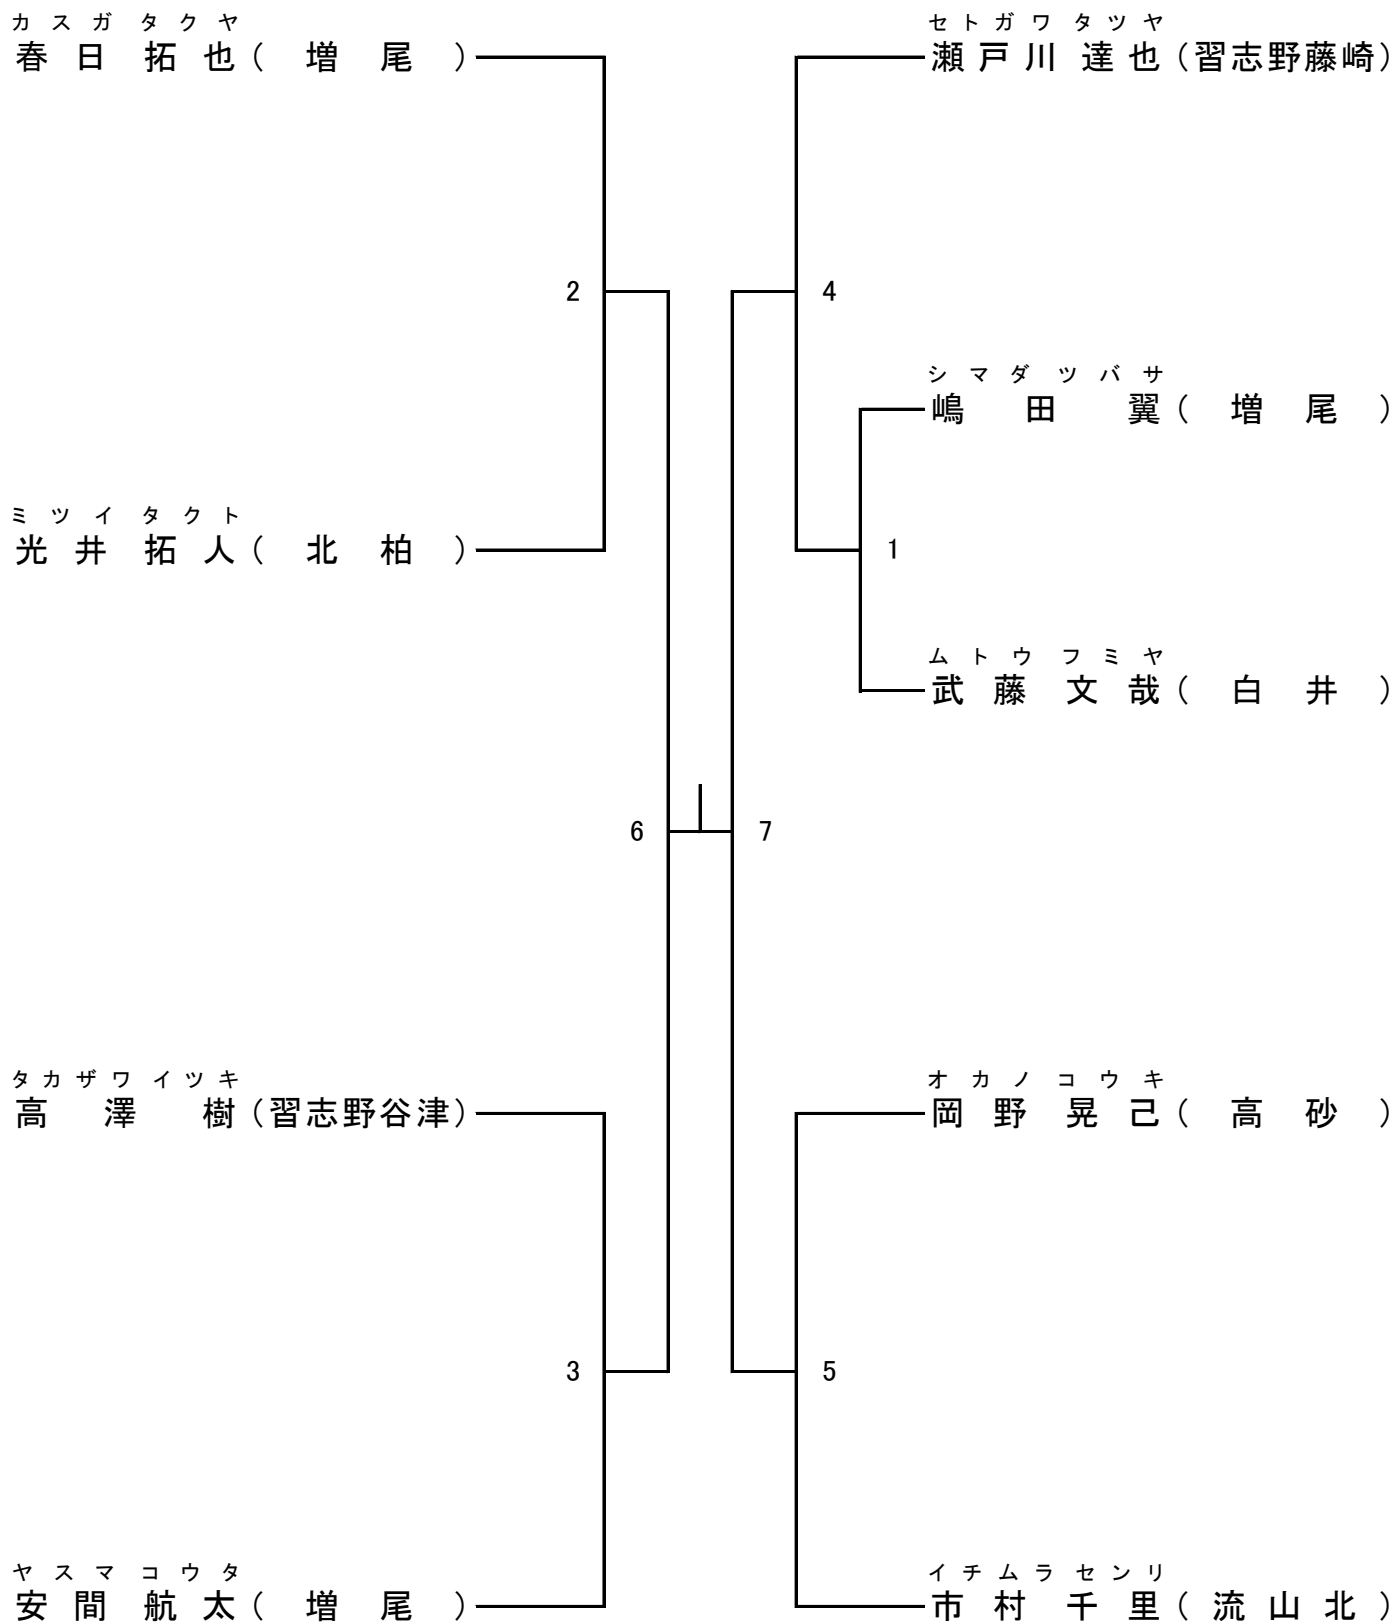 カスガ タクヤ
春日 拓也(増尾)
2
ミツイ タクト
光井 拓人(北柏)
6
タカザワ イツキ
高澤 樹(習志野谷津)
3
ヤスマ コウタ
安間 航太(増尾)
セトガワ タツヤ
瀬戸川 達也(習志野藤崎)
4
シマダ ツバサ
嶋田 翼(増尾)
1
ムトウ フミヤ
武藤 文哉(白井)
7
オカノ コウキ
岡野 晃己(高砂)
5
イチムラ センリ
市村 千里(流山北)